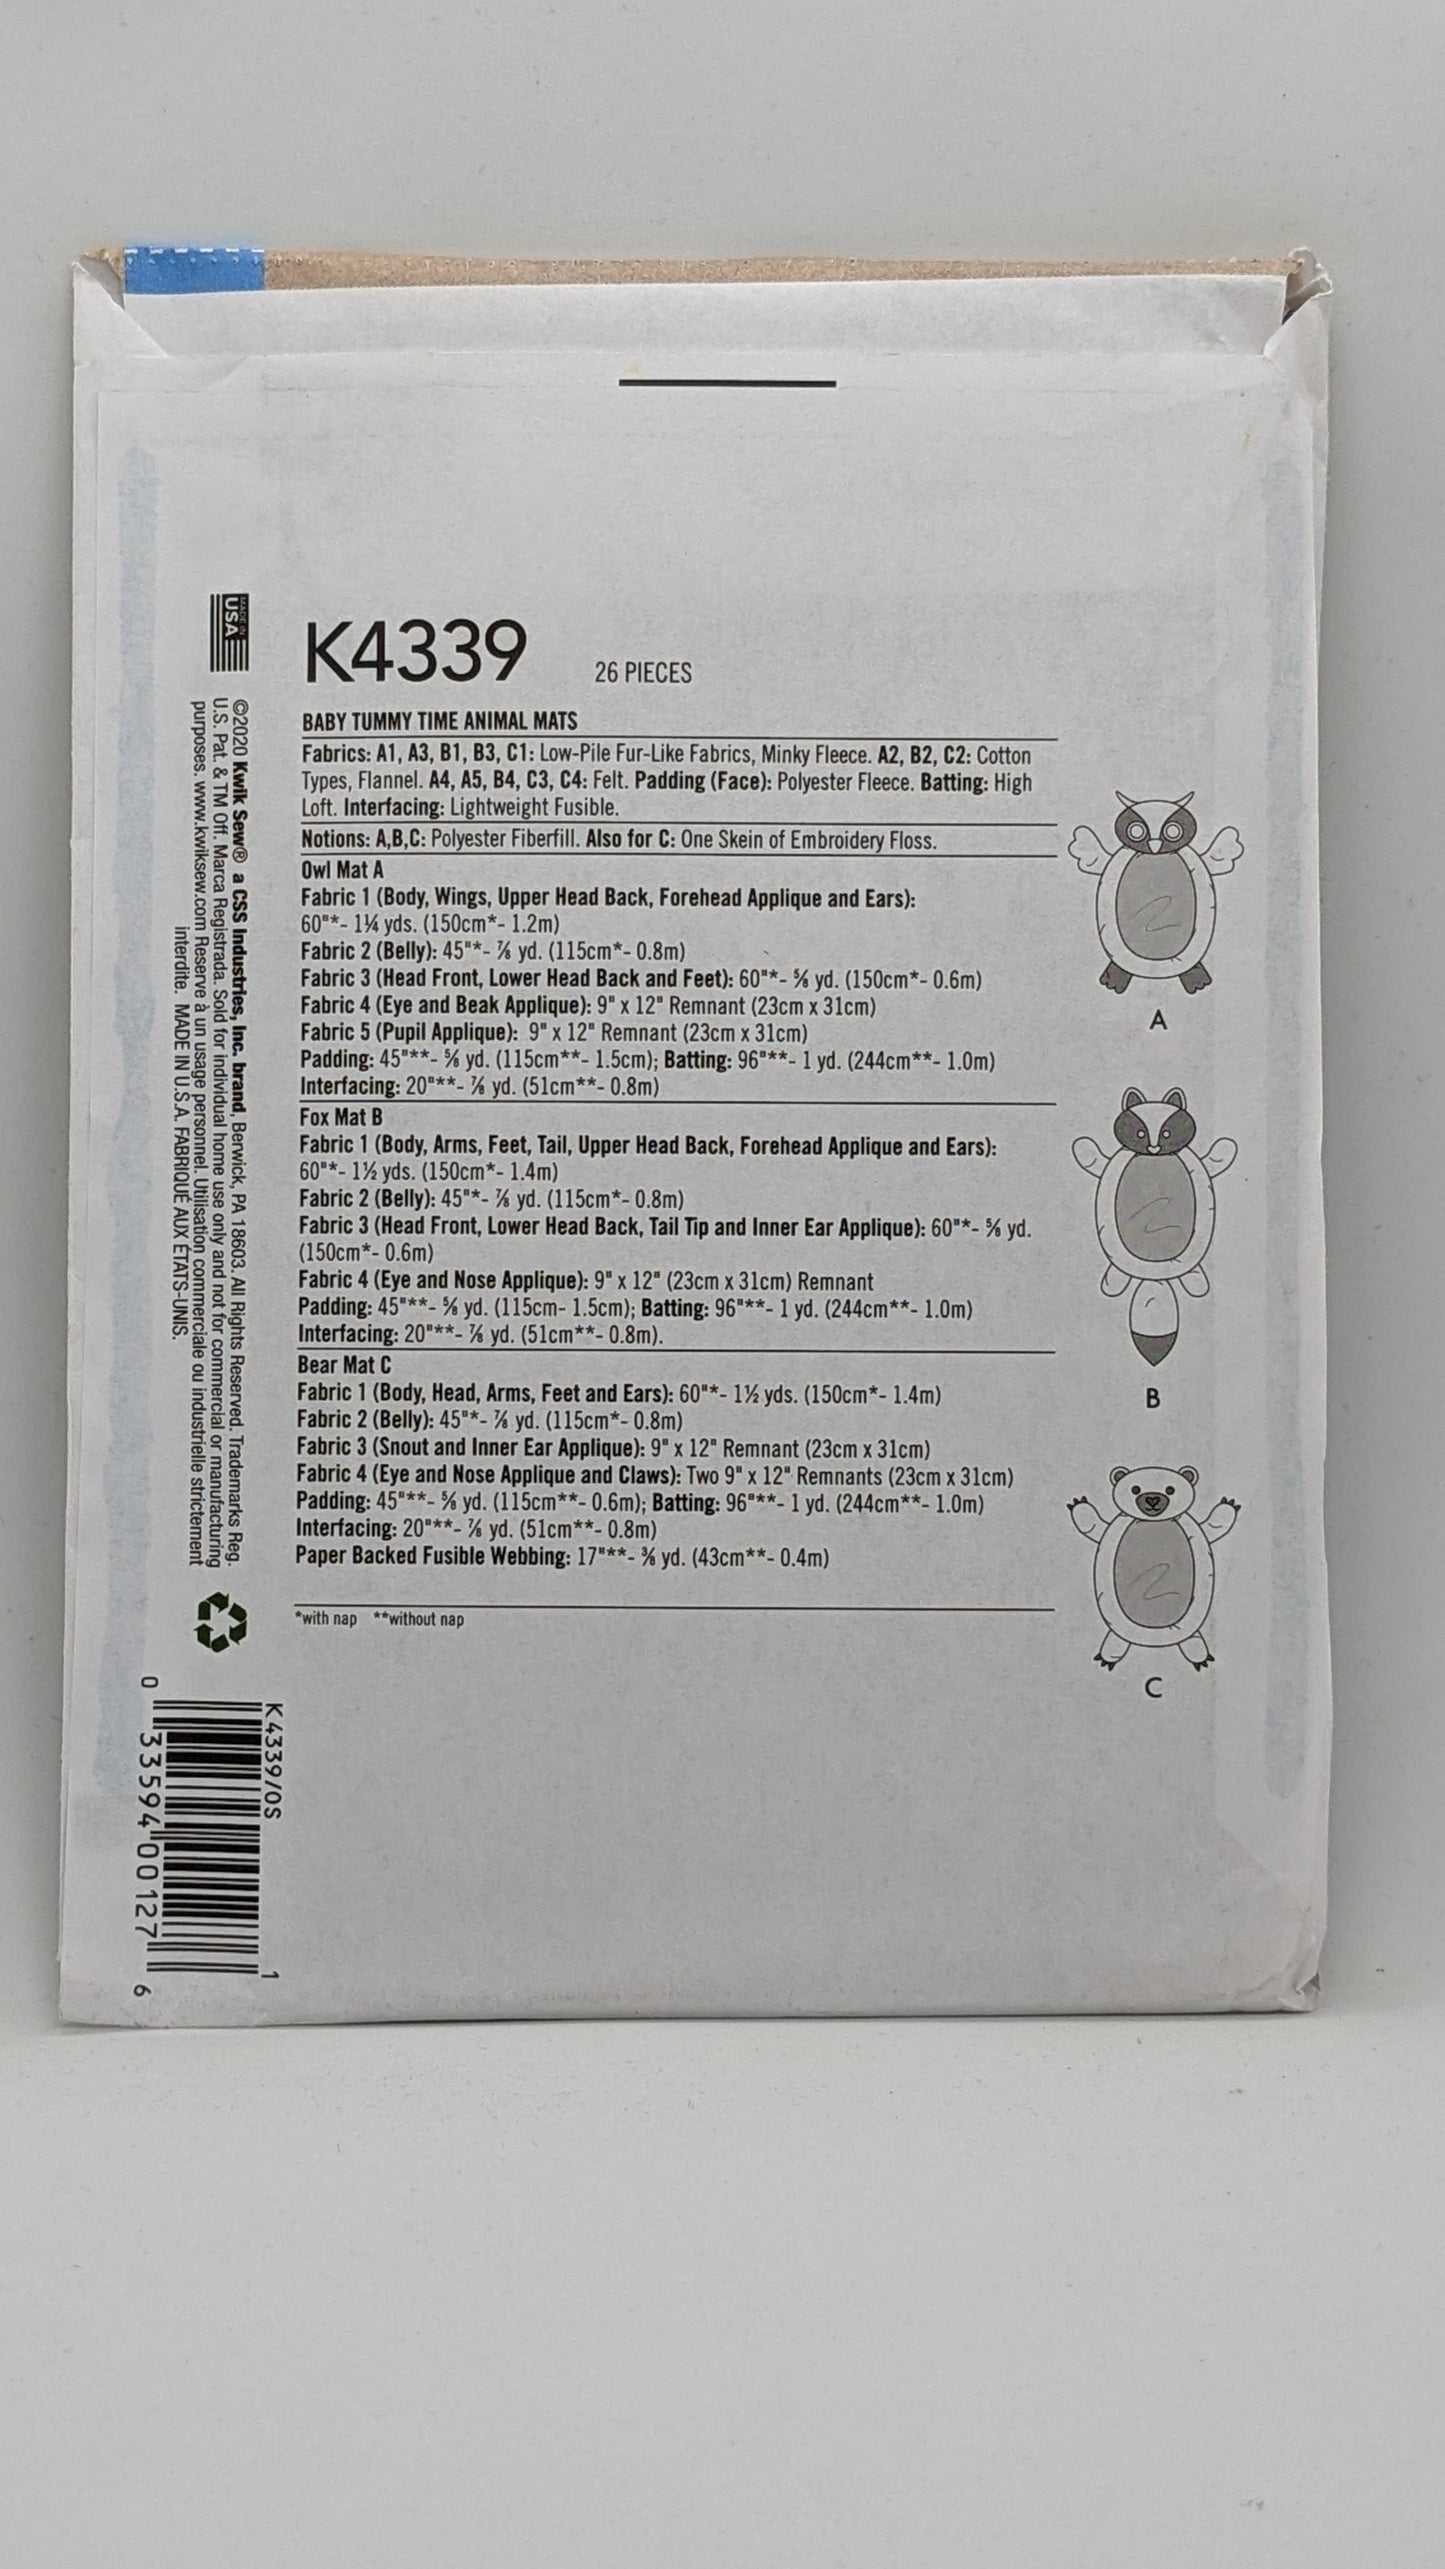 K4339
26 PIECES
BABY TUMMY TIME ANIMAL MATS
Fabrics: A1, A3, B1, B3, C1: Low-Pile Fur-Like Fabrics, Minky Fleece. A2, B2, C2: Cotton
Types, Flannel. A4, A5, B4, C3, C4: Felt. Padding (Face): Polyester Fleece. Batting: High
Loft. Interfacing: Lightweight Fusible.
Notions: A,B,C: Polyester Fiberfill. Also for C: One Skein of Embroidery Floss.
Owl Mat A
Fabric 1 (Body, Wings, Upper Head Back, Forehead Applique and Ears):
60"*- 1¼ yds. (150cm*- 1.2m)
Fabric 2 (Belly): 45"*- ⅞ yd. (115cm*- 0.8m)
Fabric 3 (Head Front, Lower Head Back and Feet): 60"*- ⅝ yd. (150cm*- 0.6m)
Fabric 4 (Eye and Beak Applique): 9" x 12" Remnant (23cm x 31cm)
Fabric 5 (Pupil Applique): 9" x 12" Remnant (23cm x 31cm)
Padding: 45"**- ⅝ yd. (115cm**- 1.5cm); Batting: 96"**- 1 yd. (244cm**- 1.0m)
Interfacing: 20"**- ⅞ yd. (51cm**- 0.8m)
Fox Mat B
Fabric 1 (Body, Arms, Feet, Tail, Upper Head Back, Forehead Applique and Ears):
60"*- 1½ yds. (150cm*- 1.4m)
Fabric 2 (Belly): 45"*- ⅞ yd. (115cm*- 0.8m)
Fabric 3 (Head Front, Lower Head Back, Tail Tip and Inner Ear Applique): 60"*- ⅝ yd.
(150cm*- 0.6m)
Fabric 4 (Eye and Nose Applique): 9" x 12" (23cm x 31cm) Remnant
Padding: 45"**- ⅝ yd. (115cm- 1.5cm); Batting: 96"**- 1 yd. (244cm**- 1.0m)
Interfacing: 20"**- ⅞ yd. (51cm**- 0.8m).
Bear Mat C
Fabric 1 (Body, Head, Arms, Feet and Ears): 60"*- 1½ yds. (150cm*- 1.4m)
Fabric 2 (Belly): 45"*- ⅞ yd. (115cm*- 0.8m)
Fabric 3 (Snout and Inner Ear Applique): 9" x 12" Remnant (23cm x 31cm)
Fabric 4 (Eye and Nose Applique and Claws): Two 9" x 12" Remnants (23cm x 31cm)
Padding: 45"**- ⅝ yd. (115cm**- 0.6m); Batting: 96"**- 1 yd. (244cm**- 1.0m)
Interfacing: 20"**- ⅞ yd. (51cm**- 0.8m)
Paper Backed Fusible Webbing: 17"**- ⅜ yd. (43cm**- 0.4m)
*with nap **without nap
A
B
C
MADE IN
USA
©2020 Kwik Sew® a CSS Industries, Inc. brand, Berwick, PA 18603. All Rights Reserved. Trademarks Reg.
U.S. Pat. & TM Off. Marca Registrada. Sold for individual home use only and not for commercial or manufacturing
purposes. www.kwiksew.com Reserve à un usage personnel. Utilisation commerciale ou industrielle strictement
interdite. MADE IN U.S.A. FABRIQUÉ AUX ÉTATS-UNIS.
K4339/OS
0 33594 00127 6
1